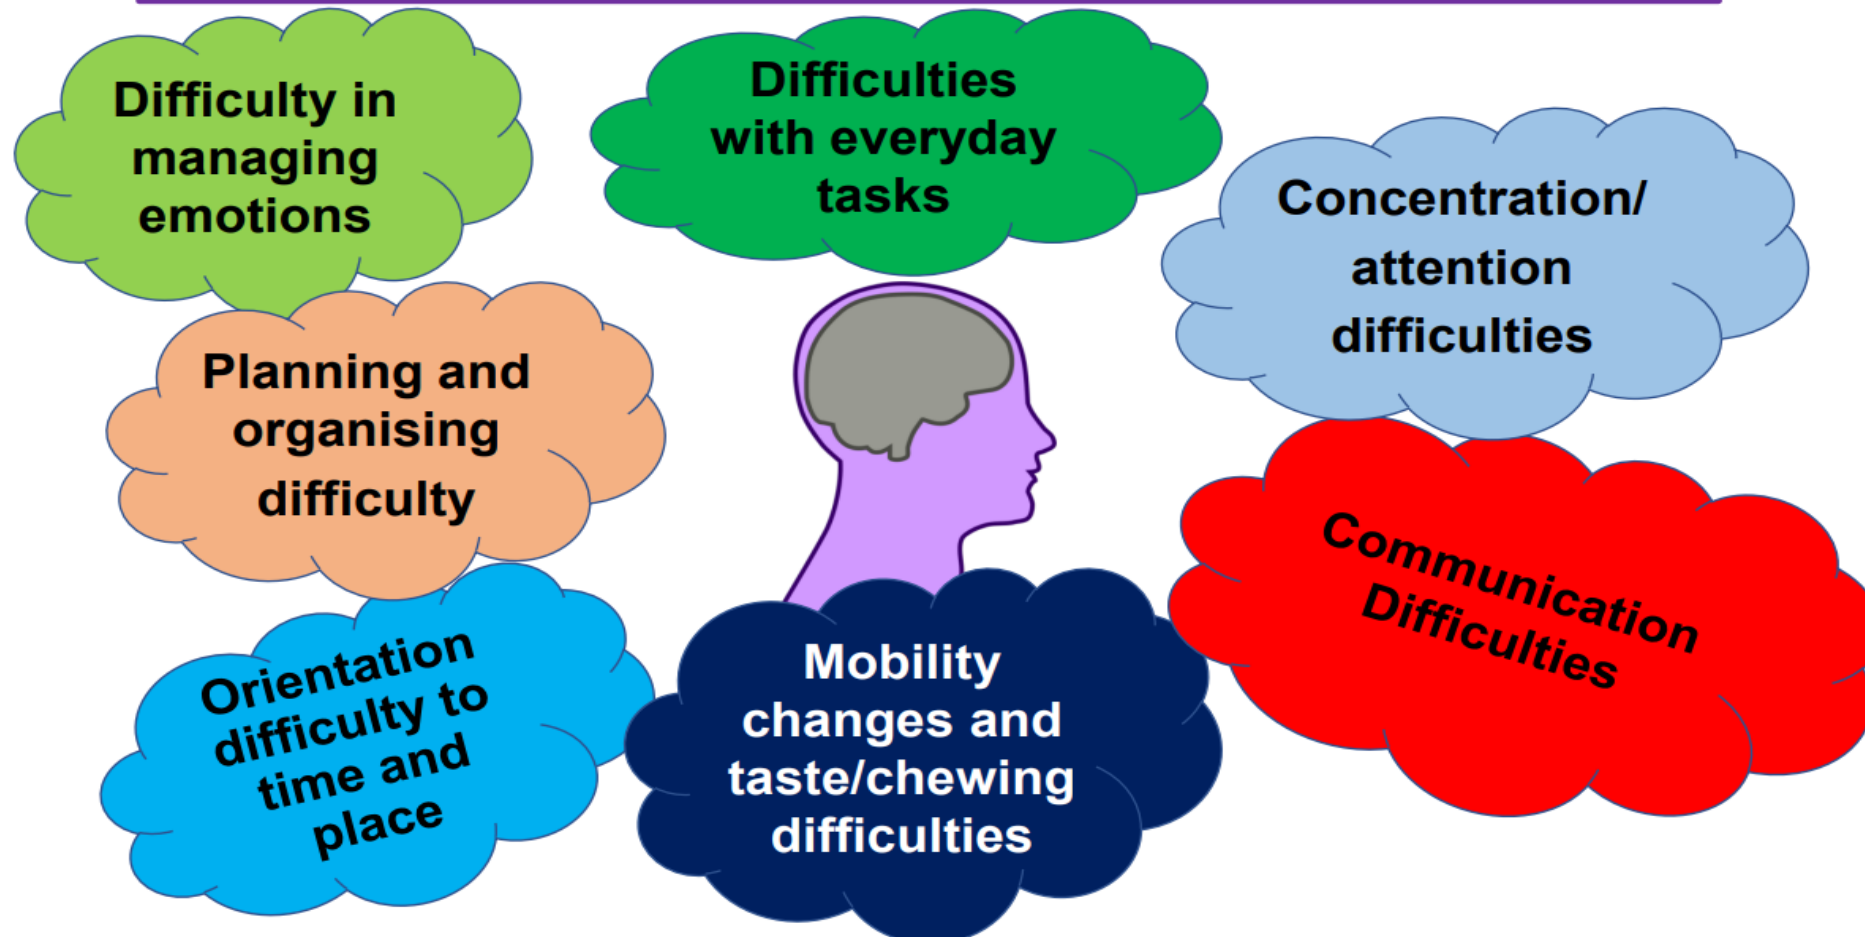 Difficulty in
managing
emotions
Difficulties
with everyday
tasks
Concentration/
attention
difficulties
Planning and
organising
difficulty
Communication
Difficulties
Orientation
difficulty to
time and
place
Mobility
changes and
taste/chewing
difficulties